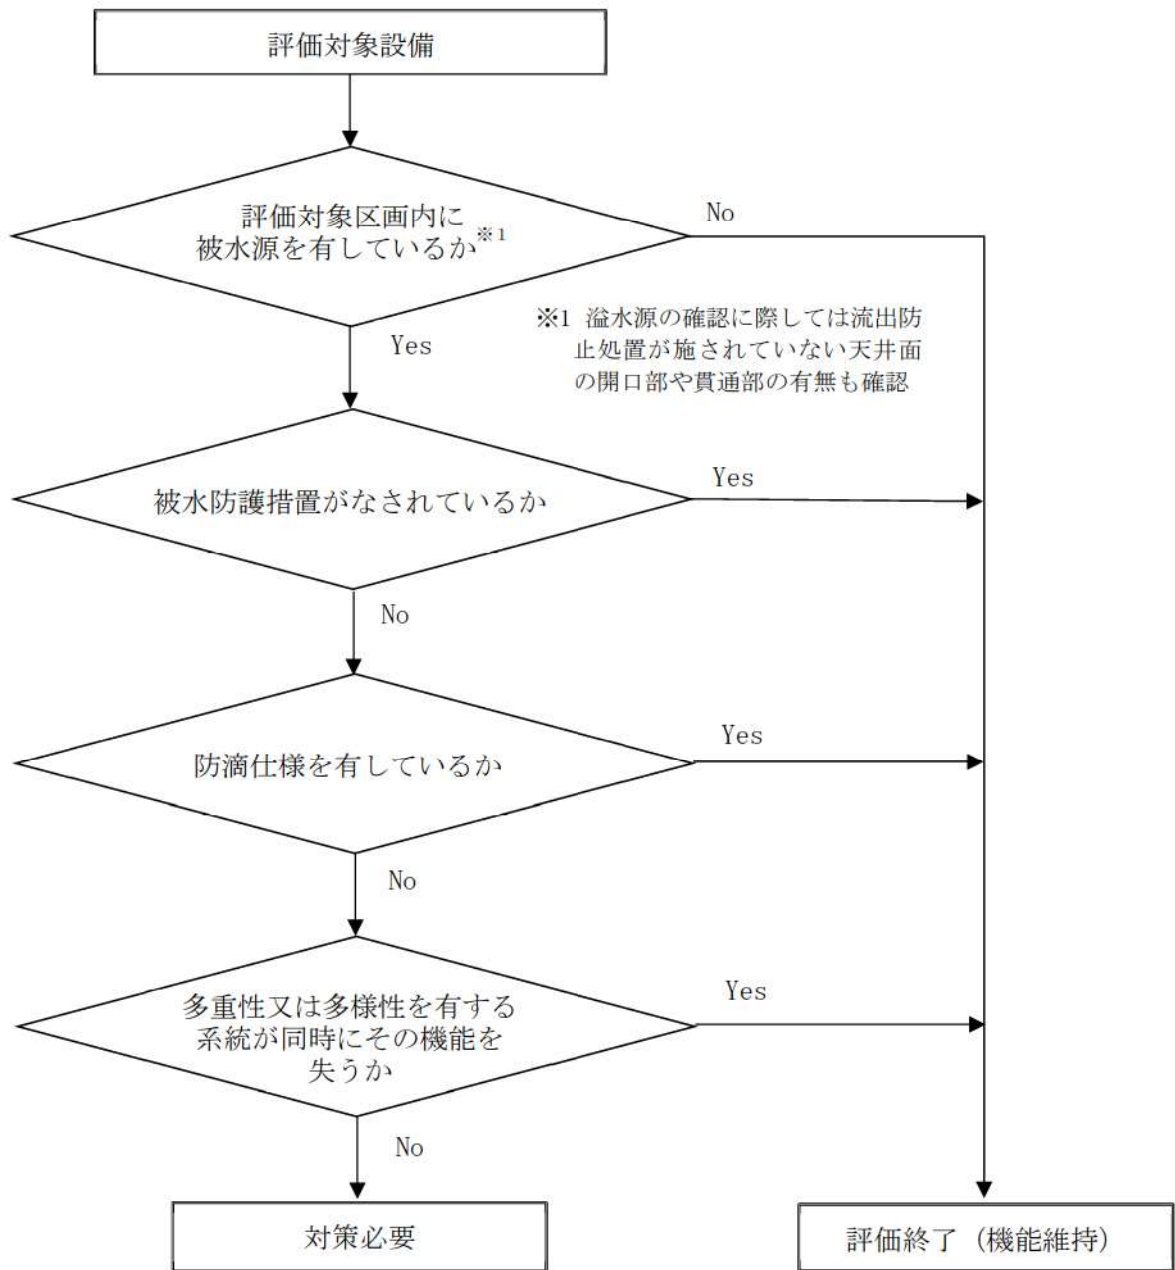 評価対象設備
評価対象区画内に
被水源を有しているか※1
No
※1 溢水源の確認に際しては流出防
止処置が施されていない天井面
の開口部や貫通部の有無も確認
Yes
被水防護措置がなされているか
Yes
No
防滴仕様を有しているか
Yes
No
多重性又は多様性を有する
系統が同時にその機能を
失うか
Yes
No
対策必要
評価終了（機能維持）